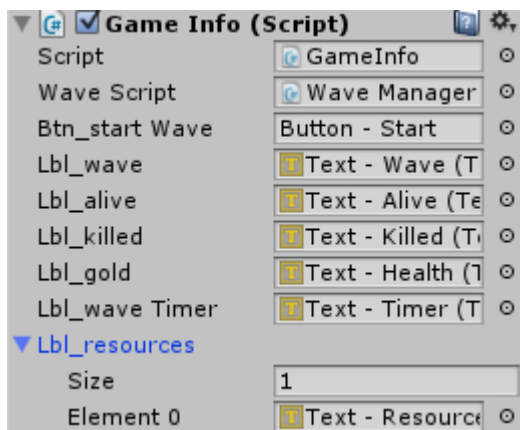 Game Info (Script)
Script GameInfo
Wave Script Wave Manager
Btn_start Wave Button - Start
Lbl_wave Text - Wave (T
Lbl_alive Text - Alive (Te
Lbl_killed Text - Killed (T
Lbl_gold Text - Health (T
Lbl_wave Timer Text - Timer (T
Lbl_resources
Size 1
Element 0 Text - Resource